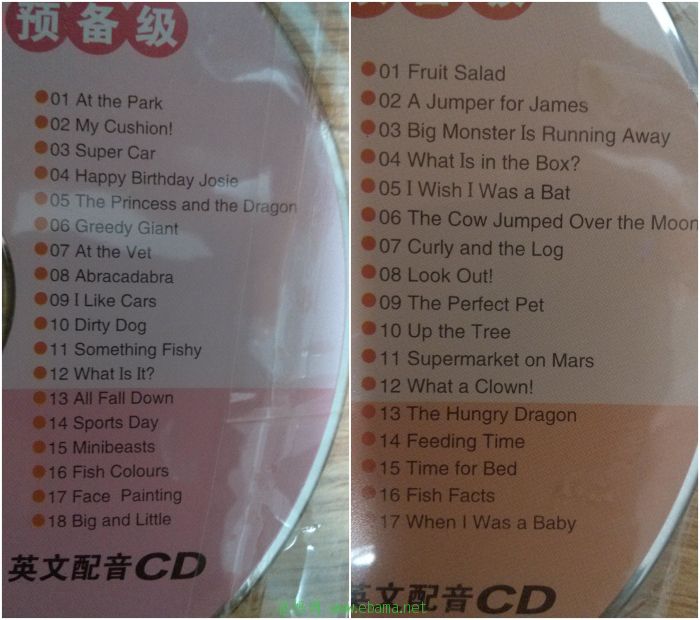 预备级
01 At the Park
02 My Cushion!
03 Super Car
04 Happy Birthday Josie
05 The Princess and the Dragon
06 Greedy Giant
07 At the Vet
08 Abracadabra
09 I Like Cars
10 Dirty Dog
11 Something Fishy
12 What Is It?
13 All Fall Down
14 Sports Day
15 Minibeasts
16 Fish Colours
17 Face Painting
18 Big and Little
英文配音CD
01 Fruit Salad
02 A Jumper for James
03 Big Monster Is Running Away
04 What Is in the Box?
05 I Wish I Was a Bat
06 The Cow Jumped Over the Moon
07 Curly and the Log
08 Look Out!
09 The Perfect Pet
10 Up the Tree
11 Supermarket on Mars
12 What a Clown!
13 The Hungry Dragon
14 Feeding Time
15 Time for Bed
16 Fish Facts
17 When I Was a Baby
英文配音CD
www.ebama.net